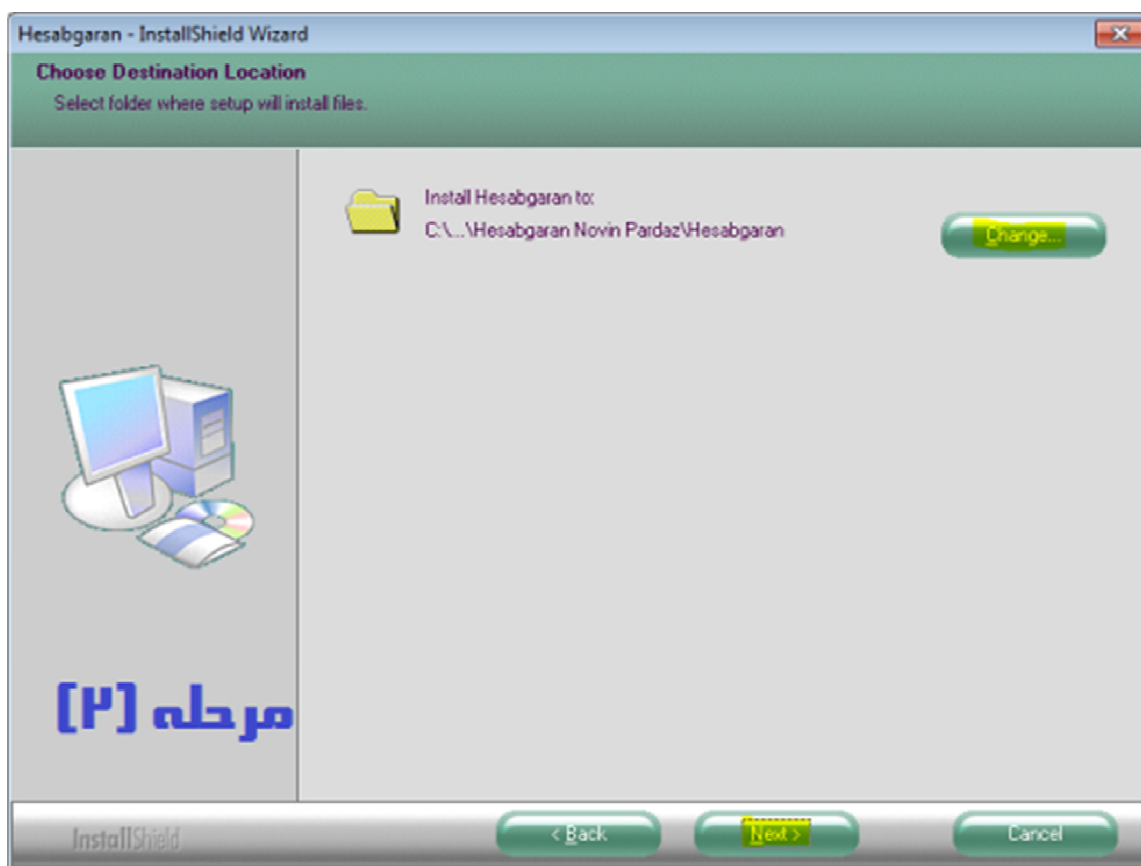 Hesabgaran - InstallShield Wizard
Choose Destination Location
Select folder where setup will install files.
Install Hesabgaran to:
C:\...\Hesabgaran Novin Pardaz\Hesabgaran
Change...
مرحله [۲]
InstallShield
< Back
Next >
Cancel